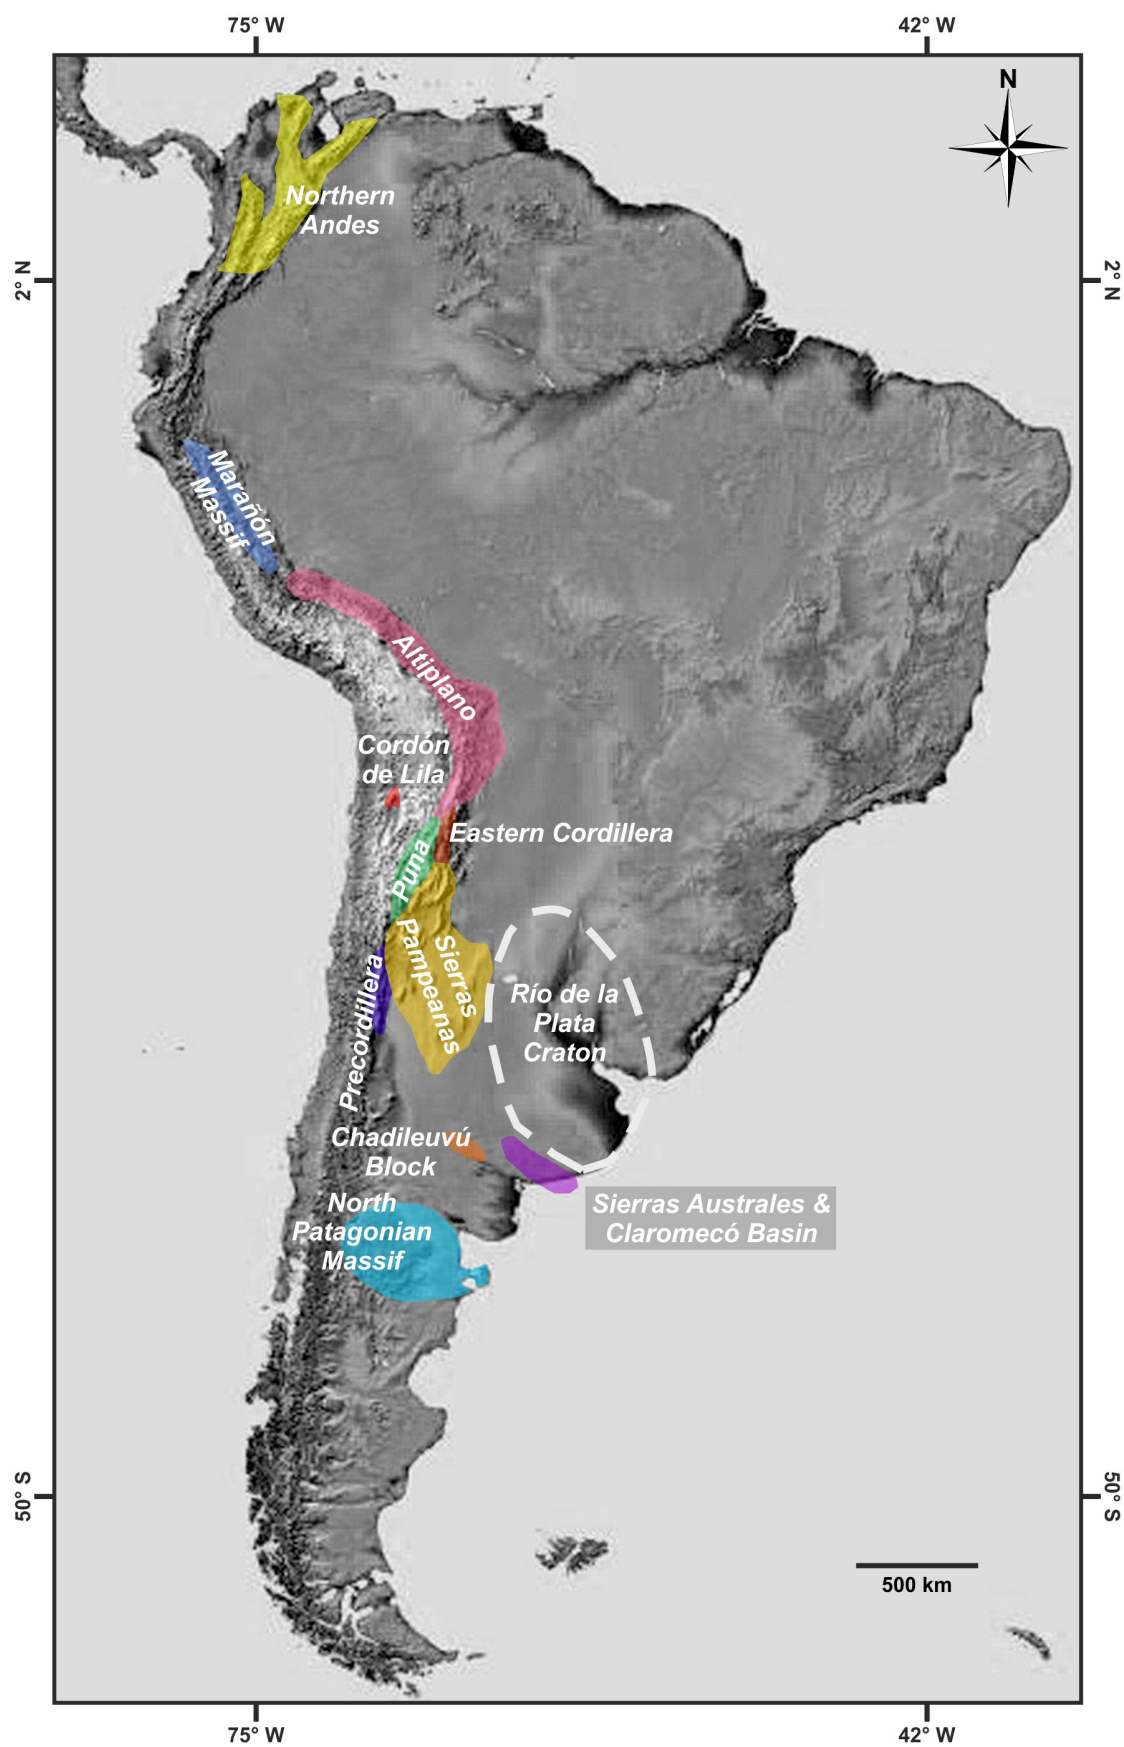 75° W
42° W
N
Northern
Andes
2° N
2° N
Marañón
Massif
Altiplano
Cordón
de Lila
Eastern Cordillera
Puna
Sierras
Pampeanas
Precordillera
Río de la
Plata
Craton
Chadileuvú
Block
North
Patagonian
Massif
Sierras Australes &
Claromecó Basin
50° S
50° S
500 km
75° W
42° W